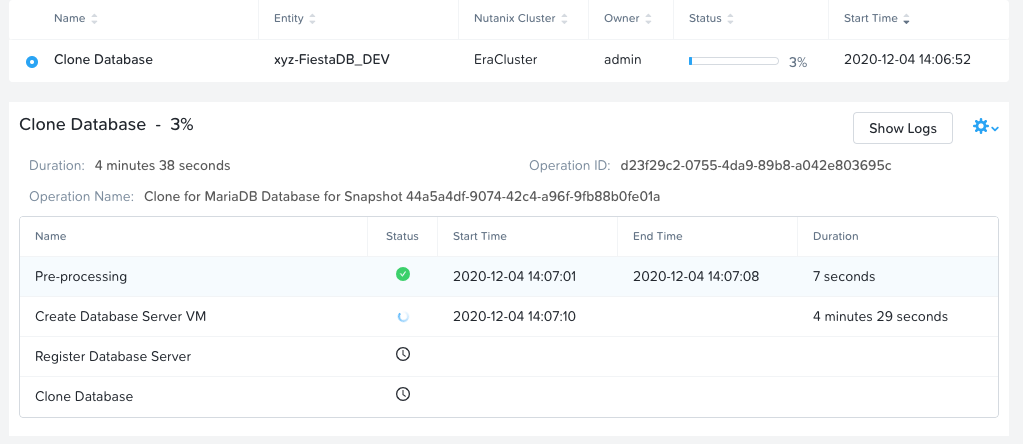 Name Entity Nutanix Cluster Owner Status Start Time
Clone Database xyz-FiestaDB_DEV EraCluster admin 3% 2020-12-04 14:06:52
Clone Database - 3%
Show Logs
Duration: 4 minutes 38 seconds Operation ID: d23f29c2-0755-4da9-89b8-a042e803695c
Operation Name: Clone for MariaDB Database for Snapshot 44a5a4df-9074-42c4-a96f-9fb88b0fe01a
Name Status Start Time End Time Duration
Pre-processing 2020-12-04 14:07:01 2020-12-04 14:07:08 7 seconds
Create Database Server VM 2020-12-04 14:07:10 4 minutes 29 seconds
Register Database Server
Clone Database